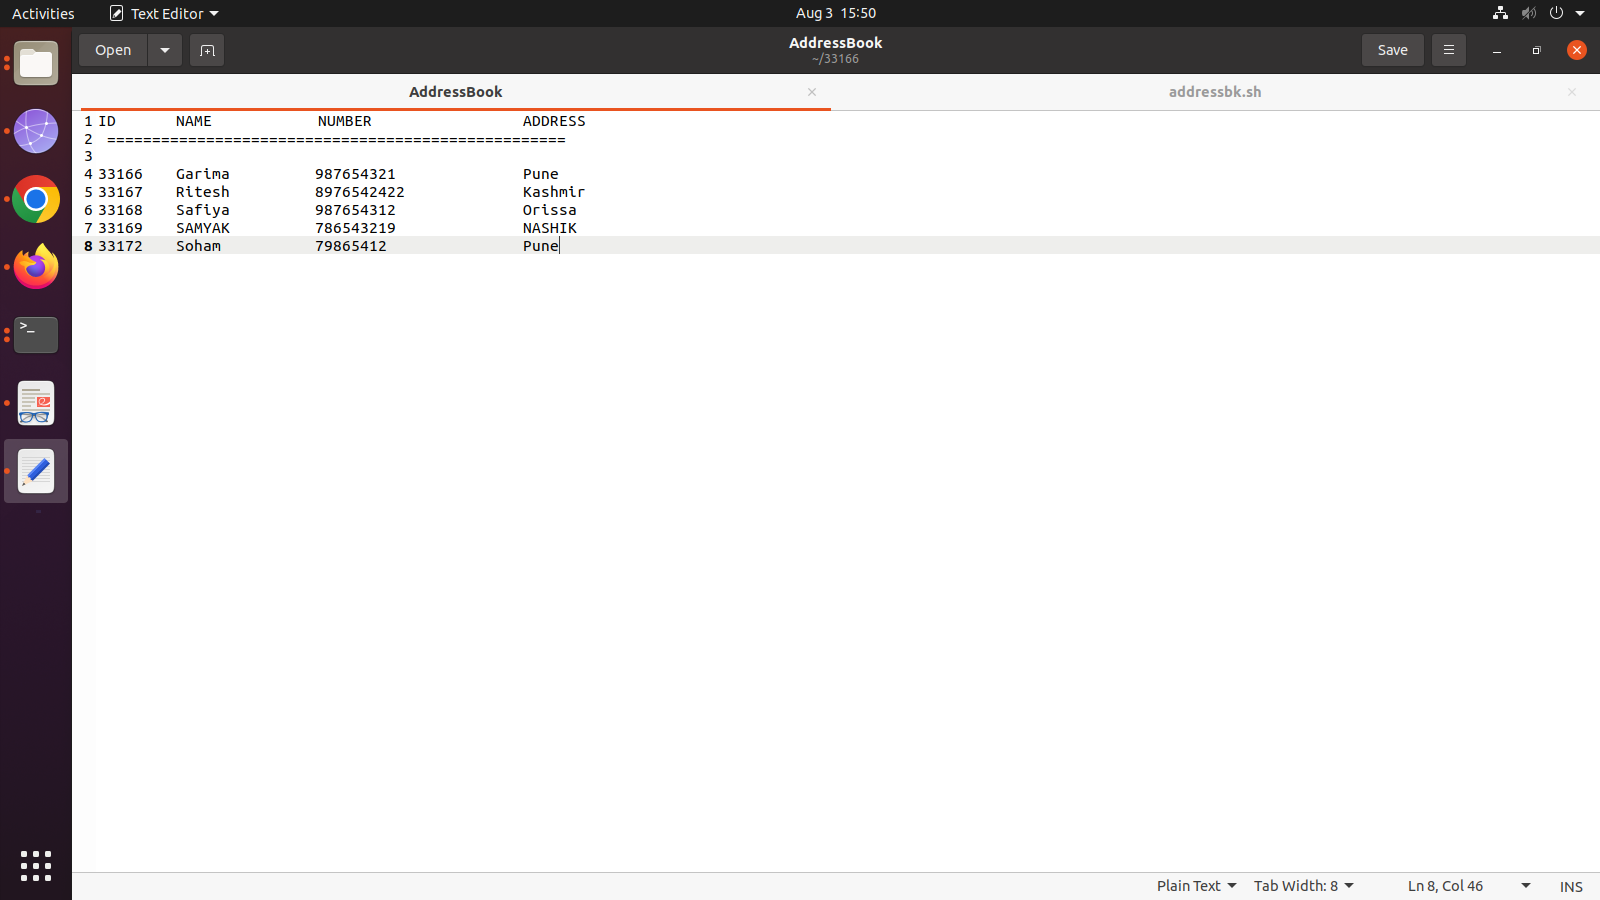 Activities Text Editor Aug 3 15:50
Open AddressBook Save
~/33166
AddressBook addressbk.sh
1 ID NAME NUMBER ADDRESS
2 ===================================================
3
4 33166 Garima 987654321 Pune
5 33167 Ritesh 8976542422 Kashmir
6 33168 Safiya 987654312 Orissa
7 33169 SAMYAK 786543219 NASHIK
8 33172 Soham 79865412 Pune
Plain Text Tab Width: 8 Ln 8, Col 46 INS